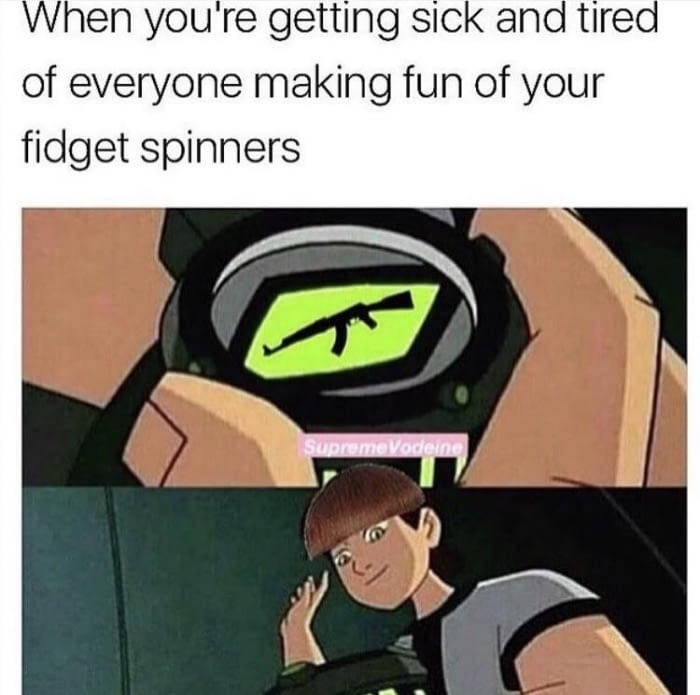 When you're getting sick and tired
of everyone making fun of your
fidget spinners
SupremeVodeine